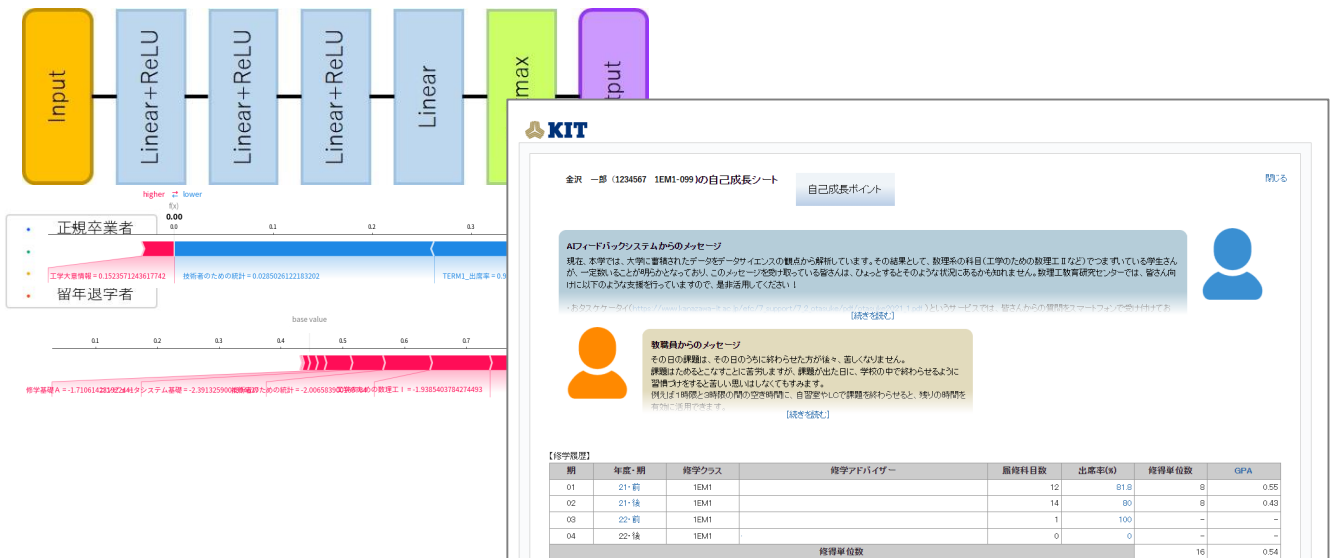 Input
Linear+ReLU
Linear+ReLU
Linear+ReLU
Linear
max
tput
higher ⇄ lower
f(x)
0.00
0.0 0.1 0.2 0.3
正規卒業者
工学大意情報 = 0.1523571243617742
技術者のための統計 = 0.0285026122183202
TERM1_出席率 = 0.9
留年退学者
base value
0.1 0.2 0.3 0.4 0.5 0.6 0.7
KIT
金沢 一郎 (1234567 1EM1-099)の自己成長シート
自己成長ポイント
閉じる
AIフィードバックシステムからのメッセージ
現在、本学では、大学に蓄積されたデータをデータサイエンスの観点から解析しています。その結果として、数理系の科目(工学のための数理工Ⅱなど)でつまずいている学生さん
が、一定数いることが明らかとなっており、このメッセージを受け取っている皆さんは、ひょっとするとそのような状況にあるかも知れません。数理工教育研究センターでは、皆さん向
けに以下のような支援を行っていますので、是非活用してください!
[続きを読む]
教職員からのメッセージ
その日の課題は、その日のうちに終わらせた方が後々、苦しくなりません。
課題はためるとこなすことに苦労しますが、課題が出た日に、学校の中で終わらせるように
習慣づけをすると苦しい思いはしなくてもすみます。
例えば1時限と3時限の間の空き時間に、自習室やLCで課題を終わらせると、残りの時間を
有効に活用できます。
[続きを読む]
【修学履歴】
期 年度・期 修学クラス 修学アドバイザー 履修科目数 出席率(%) 修得単位数 GPA
01 21・前 1EM1 12 81.8 8 0.55
02 21・後 1EM1 14 80 8 0.43
03 22・前 1EM1 1 100 - -
04 22・後 1EM1 0 0 - -
修得単位数 16 0.54